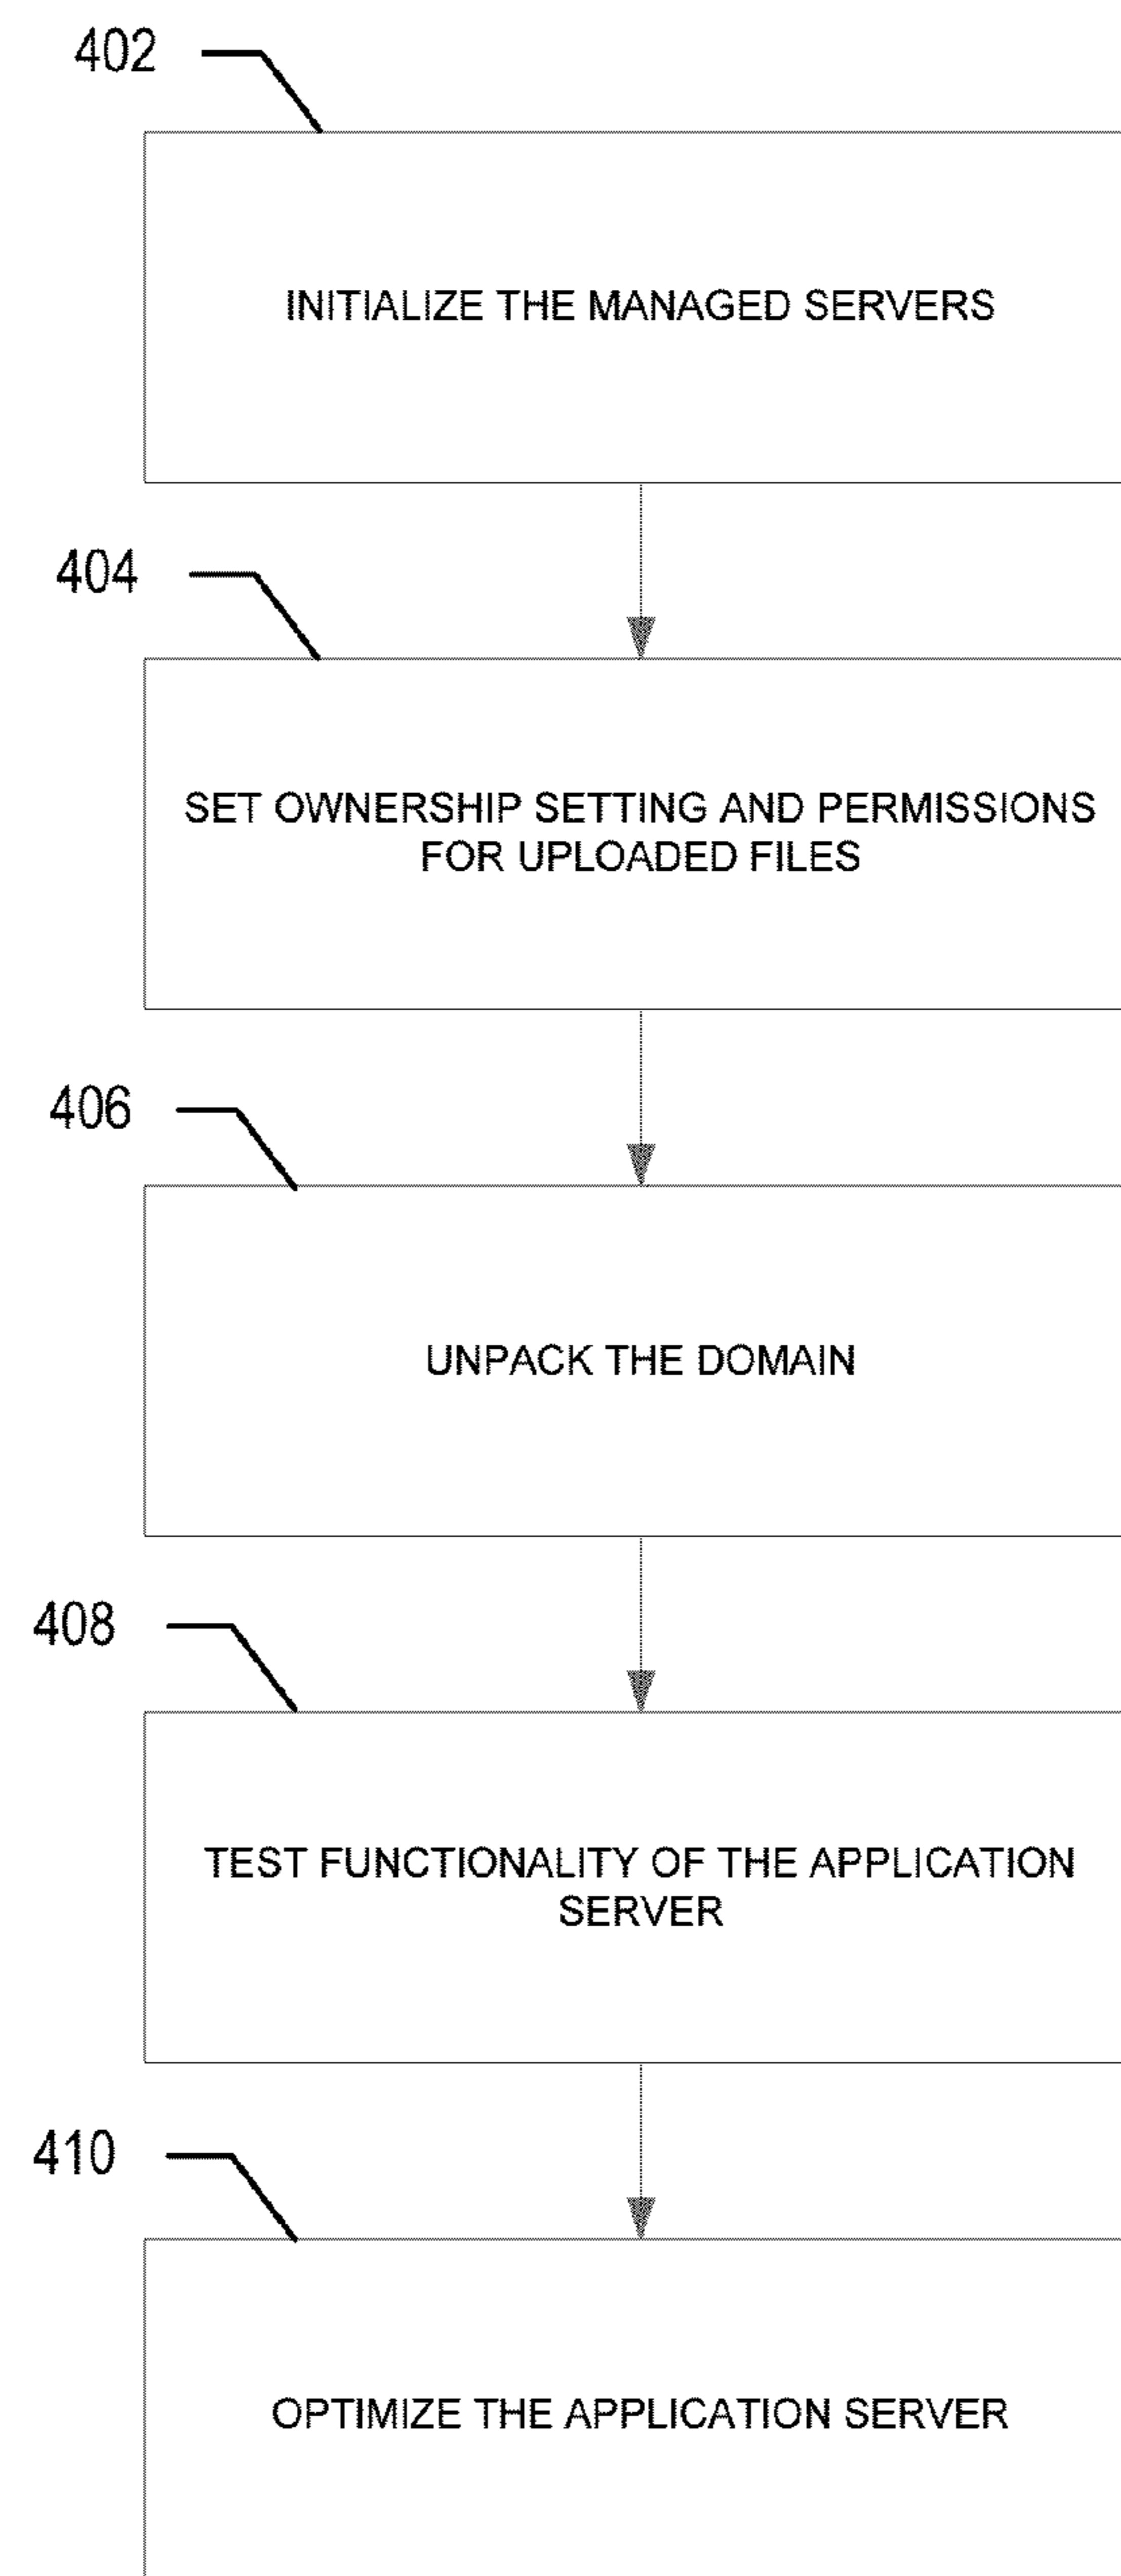 402
INITIALIZE THE MANAGED SERVERS
404
SET OWNERSHIP SETTING AND PERMISSIONS
FOR UPLOADED FILES
406
UNPACK THE DOMAIN
408
TEST FUNCTIONALITY OF THE APPLICATION
SERVER
410
OPTIMIZE THE APPLICATION SERVER